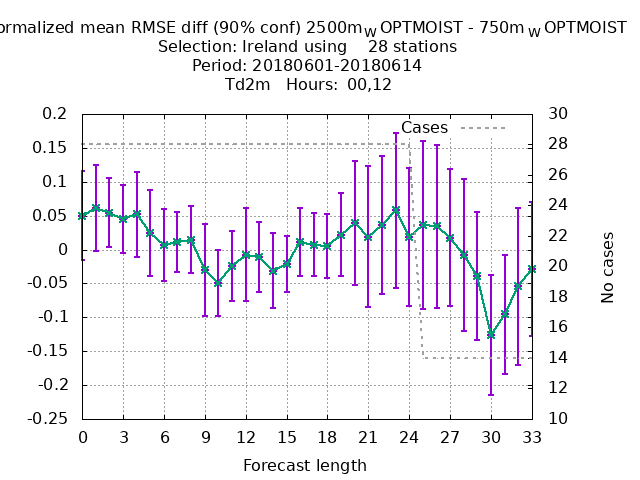 ormalized mean RMSE diff (90% conf) 2500m_W OPTMOIST - 750m_W OPTMOIST
Selection: Ireland using 28 stations
Period: 20180601-20180614
Td2m Hours: 00,12
Cases
0.2
0.15
0.1
0.05
0
-0.05
-0.1
-0.15
-0.2
-0.25
30
28
26
24
22
20
18
16
14
12
10
No cases
0 3 6 9 12 15 18 21 24 27 30 33
Forecast length